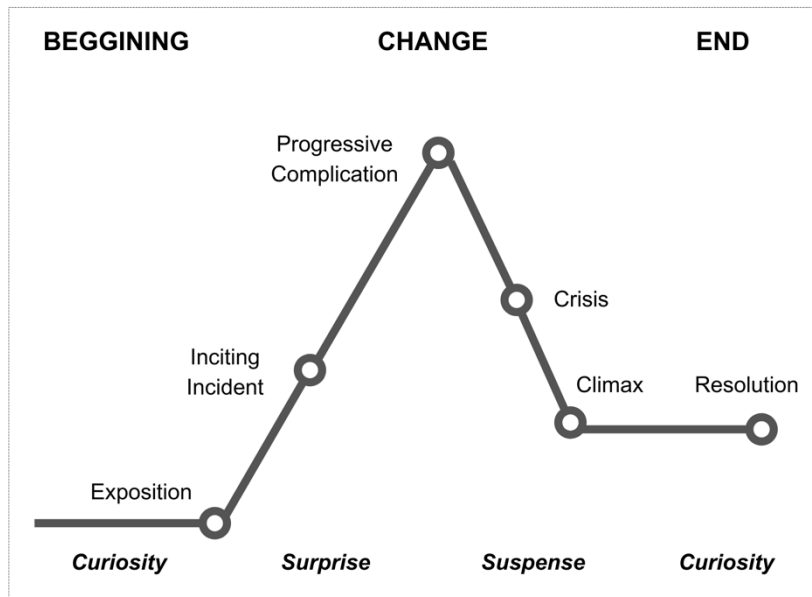 BEGGINING
CHANGE
END
Progressive
Complication
Crisis
Inciting
Incident
Climax
Resolution
Exposition
Curiosity
Surprise
Suspense
Curiosity